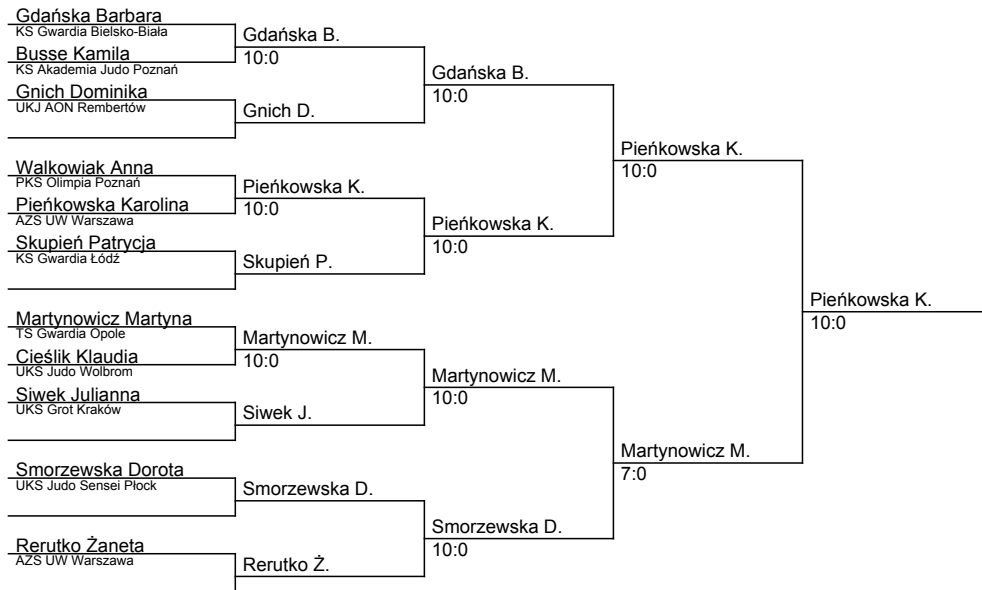 Gdańska Barbara
KS Gwardia Bielsko-Biała
Busse Kamila
KS Akademia Judo Poznań
Gnich Dominika
UKJ AON Rembertów
Walkowiak Anna
PKS Olimpia Poznań
Pieńkowska Karolina
AZS UW Warszawa
Skupień Patrycja
KS Gwardia Łódź
Martynowicz Martyna
TS Gwardia Opole
Cieślik Klaudia
UKS Judo Wolbrom
Siwek Julianna
UKS Grot Kraków
Smorzewska Dorota
UKS Judo Sensei Płock
Rerutko Żaneta
AZS UW Warszawa
Gdańska B.
10:0
Gnich D.
Pieńkowska K.
10:0
Skupień P.
Martynowicz M.
10:0
Siwek J.
Smorzewska D.
Rerutko Ż.
Gdańska B.
10:0
Pieńkowska K.
10:0
Martynowicz M.
10:0
Smorzewska D.
10:0
Pieńkowska K.
10:0
Martynowicz M.
7:0
Pieńkowska K.
10:0